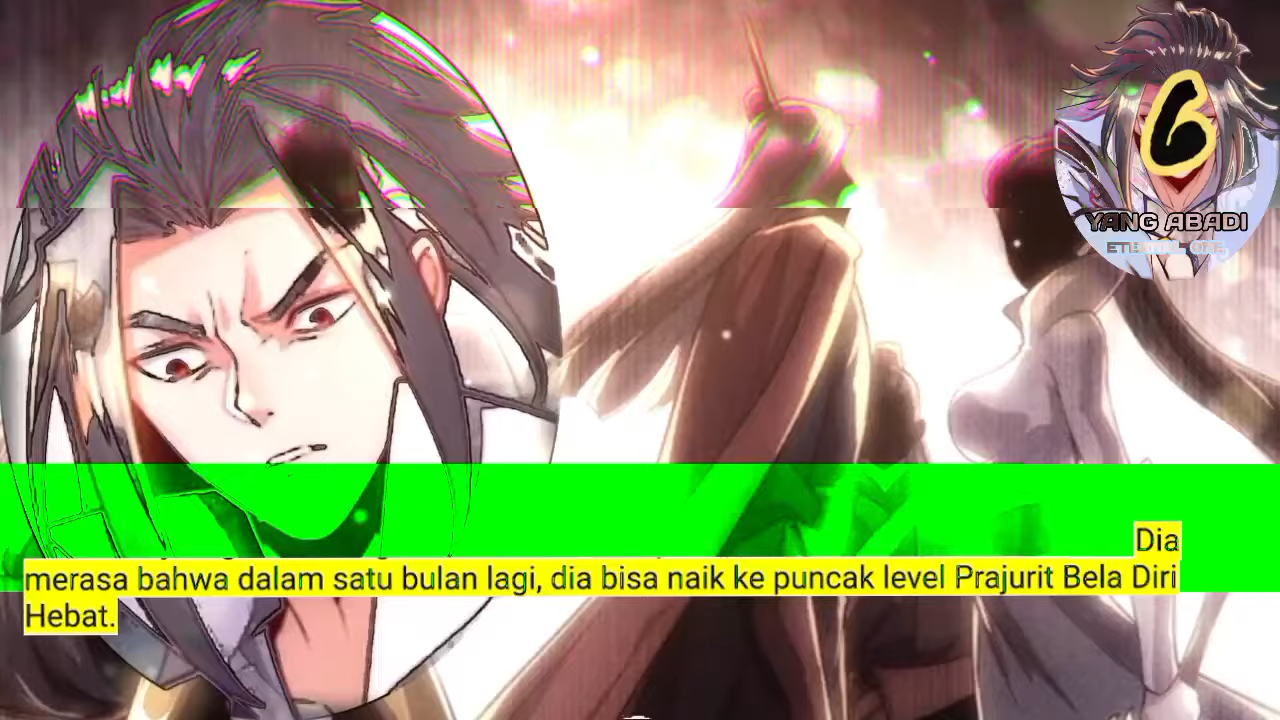 6
YANG ABADI
Dia
merasa bahwa dalam satu bulan lagi, dia bisa naik ke puncak level Prajurit Bela Diri
Hebat.